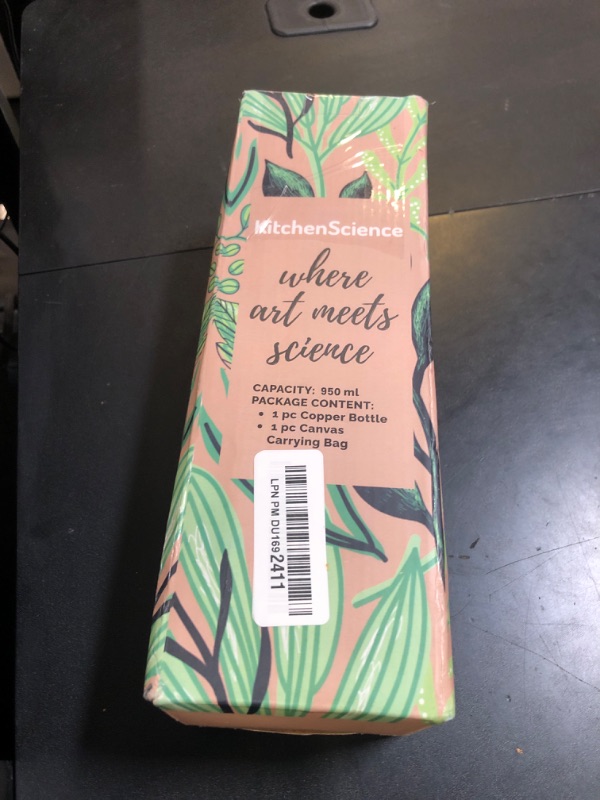 KitchenScience
where
art meets
science
CAPACITY: 950 ml
PACKAGE CONTENT:
• 1 pc Copper Bottle
• 1 pc Canvas
Carrying Bag
LPN PM DU1692411